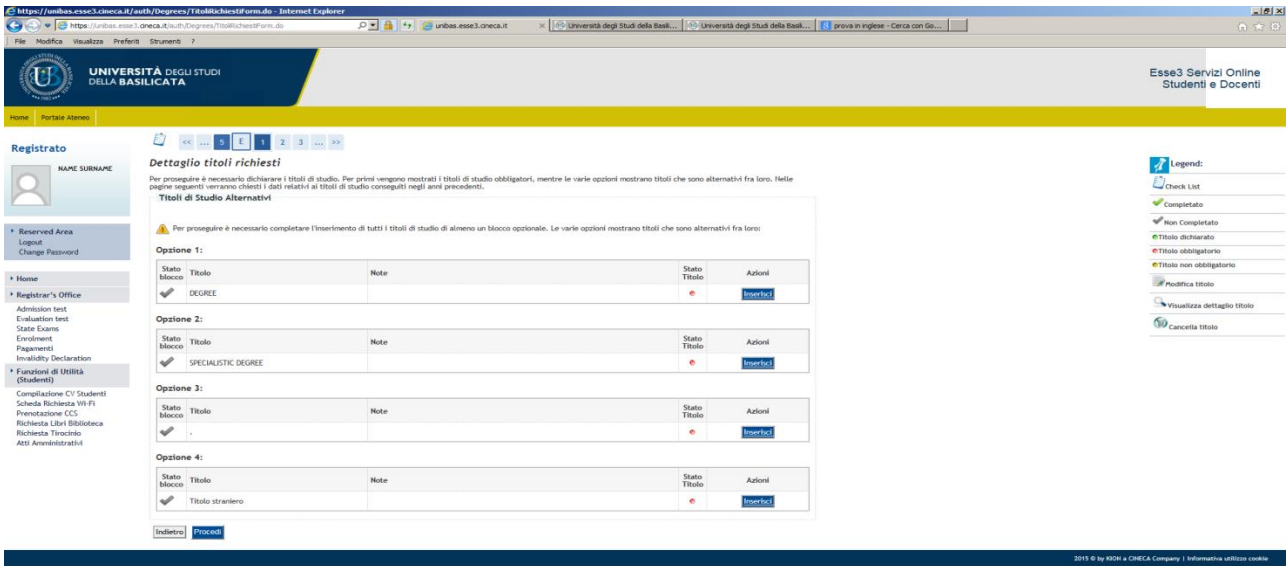 https://unibas.esse3.cineca.it/auth/Degrees/TitoliRichiestiForm.do - Internet Explorer
https://unibas.esse3.cineca.it/auth/Degrees/TitoliRichiestiForm.do
unibas.esse3.cineca.it
Università degli Studi della Basili...
Università degli Studi della Basili...
prova in inglese - Cerca con Go...
File Modifica Visualizza Preferiti Strumenti ?
UNIVERSITÀ DEGLI STUDI
DELLA BASILICATA
Esse3 Servizi Online
Studenti e Docenti
Home Portale Ateneo
Registrato
NAME SURNAME
Reserved Area
Logout
Change Password
Home
Registrar's Office
Admission test
Evaluation test
State Exams
Enrolment
Pagamenti
Invalidity Declaration
Funzioni di Utilità
(Studenti)
Compilazione CV Studenti
Scheda Richiesta Wi-Fi
Prenotazione CCS
Richiesta Libri Biblioteca
Richiesta Tirocinio
Atti Amministrativi
<< ... 5 E 1 2 3 ... >>
Dettaglio titoli richiesti
Per proseguire è necessario dichiarare i titoli di studio. Per primi vengono mostrati i titoli di studio obbligatori, mentre le varie opzioni mostrano titoli che sono alternativi fra loro. Nelle
pagine seguenti verranno chiesti i dati relativi ai titoli di studio conseguiti negli anni precedenti.
Titoli di Studio Alternativi
Per proseguire è necessario completare l'inserimento di tutti i titoli di studio di almeno un blocco opzionale. Le varie opzioni mostrano titoli che sono alternativi fra loro:
Opzione 1:
Stato blocco Titolo Note Stato Titolo Azioni
DEGREE Inserisci
Opzione 2:
Stato blocco Titolo Note Stato Titolo Azioni
SPECIALISTIC DEGREE Inserisci
Opzione 3:
Stato blocco Titolo Note Stato Titolo Azioni
. Inserisci
Opzione 4:
Stato blocco Titolo Note Stato Titolo Azioni
Titolo straniero Inserisci
Indietro Procedi
Legend:
Check List
Completato
Non Completato
Titolo dichiarato
Titolo obbligatorio
Titolo non obbligatorio
Modifica titolo
Visualizza dettaglio titolo
Cancella titolo
2015 © by KION a CINECA Company | Informativa utilizzo cookie